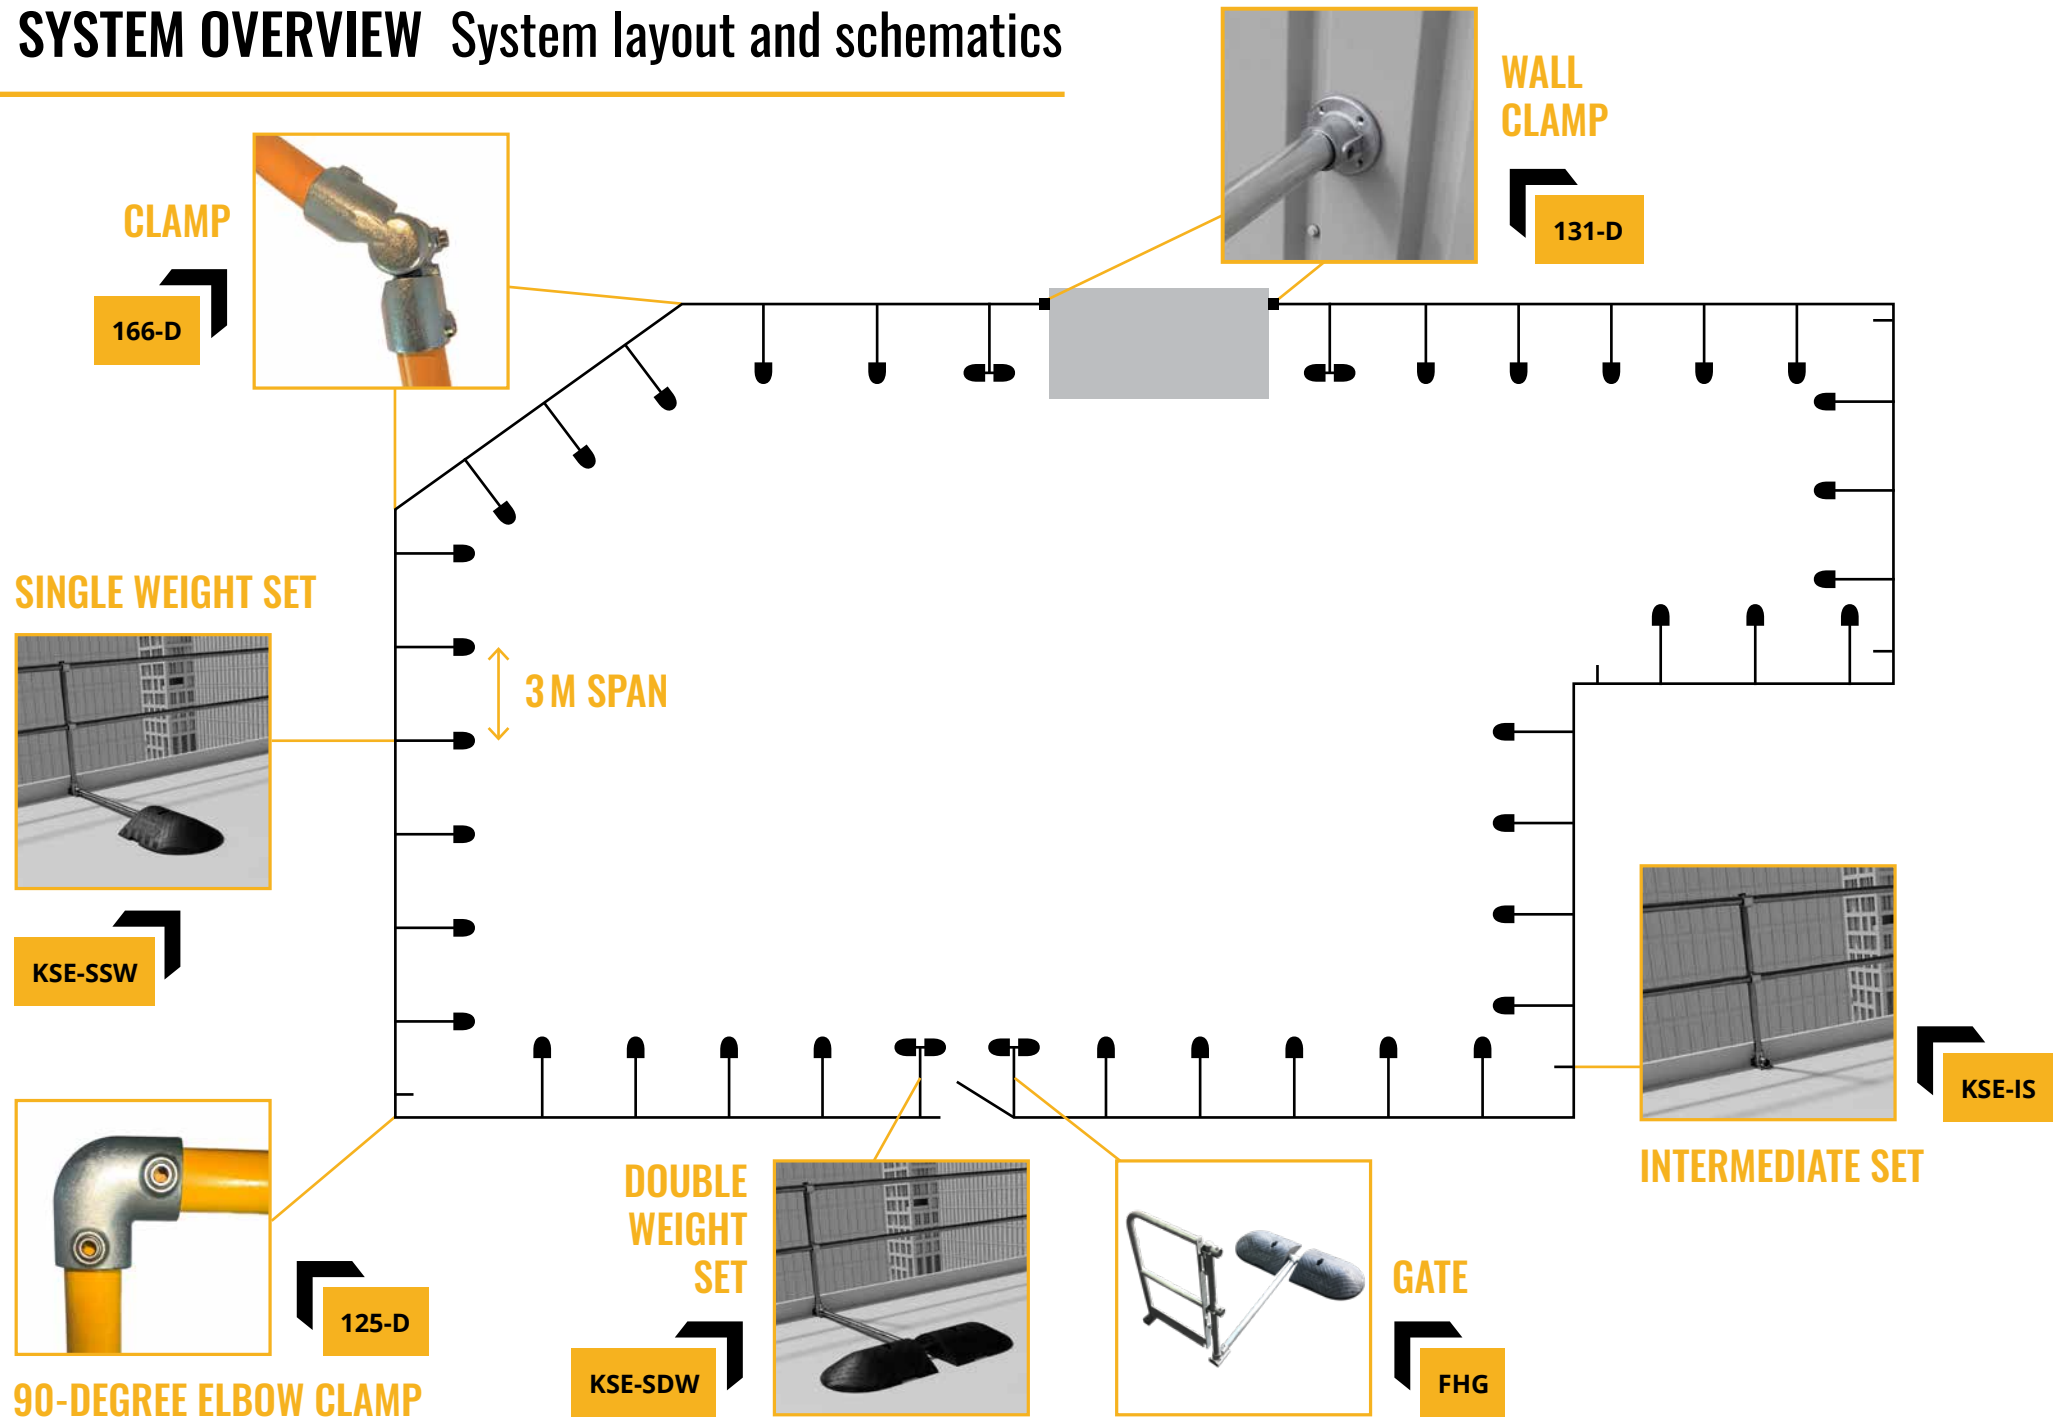 SYSTEM OVERVIEW System layout and schematics
WALL
CLAMP
131-D
CLAMP
166-D
SINGLE WEIGHT SET
3 M SPAN
KSE-SSW
KSE-IS
INTERMEDIATE SET
DOUBLE
WEIGHT
SET
KSE-SDW
GATE
FHG
125-D
90-DEGREE ELBOW CLAMP